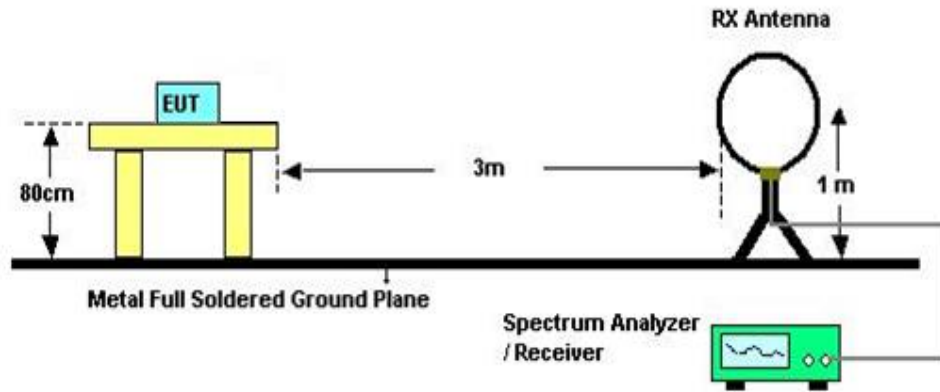 RX Antenna
EUT
80cm
3m
1 m
Metal Full Soldered Ground Plane
Spectrum Analyzer
/ Receiver